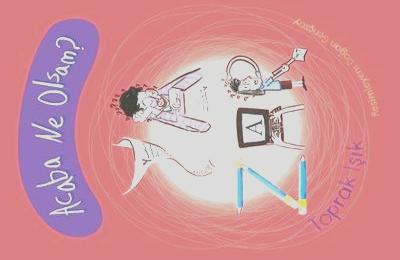 Acaba Ne Olsam?
Y
A
Toprak Işık
Resimleyen: Doğan Gençsoy